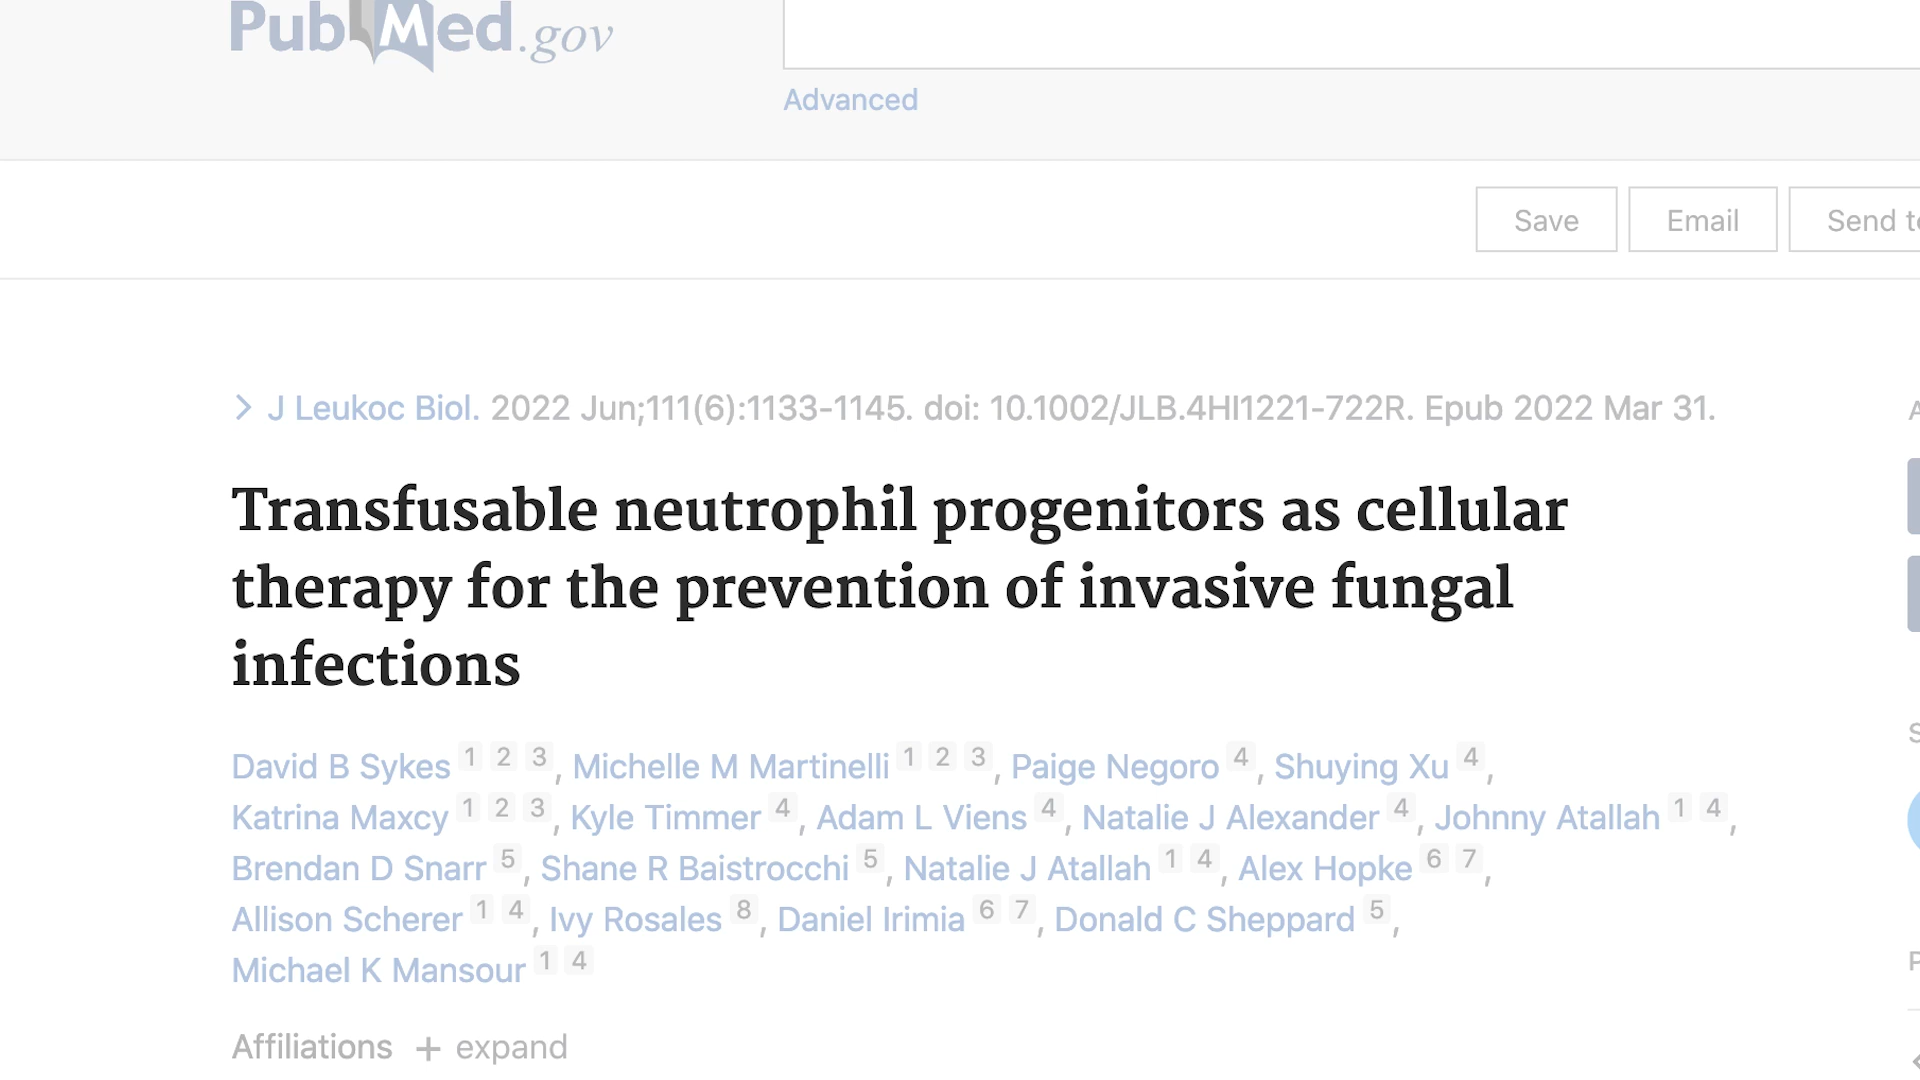 PubMed.gov
Advanced
Save Email Send to
> J Leukoc Biol. 2022 Jun;111(6):1133-1145. doi: 10.1002/JLB.4HI1221-722R. Epub 2022 Mar 31.
Transfusable neutrophil progenitors as cellular
therapy for the prevention of invasive fungal
infections
David B Sykes 1 2 3, Michelle M Martinelli 1 2 3, Paige Negoro 4, Shuying Xu 4,
Katrina Maxcy 1 2 3, Kyle Timmer 4, Adam L Viens 4, Natalie J Alexander 4, Johnny Atallah 1 4,
Brendan D Snarr 5, Shane R Baistrocchi 5, Natalie J Atallah 1 4, Alex Hopke 6 7,
Allison Scherer 1 4, Ivy Rosales 8, Daniel Irimia 6 7, Donald C Sheppard 5,
Michael K Mansour 1 4
Affiliations + expand